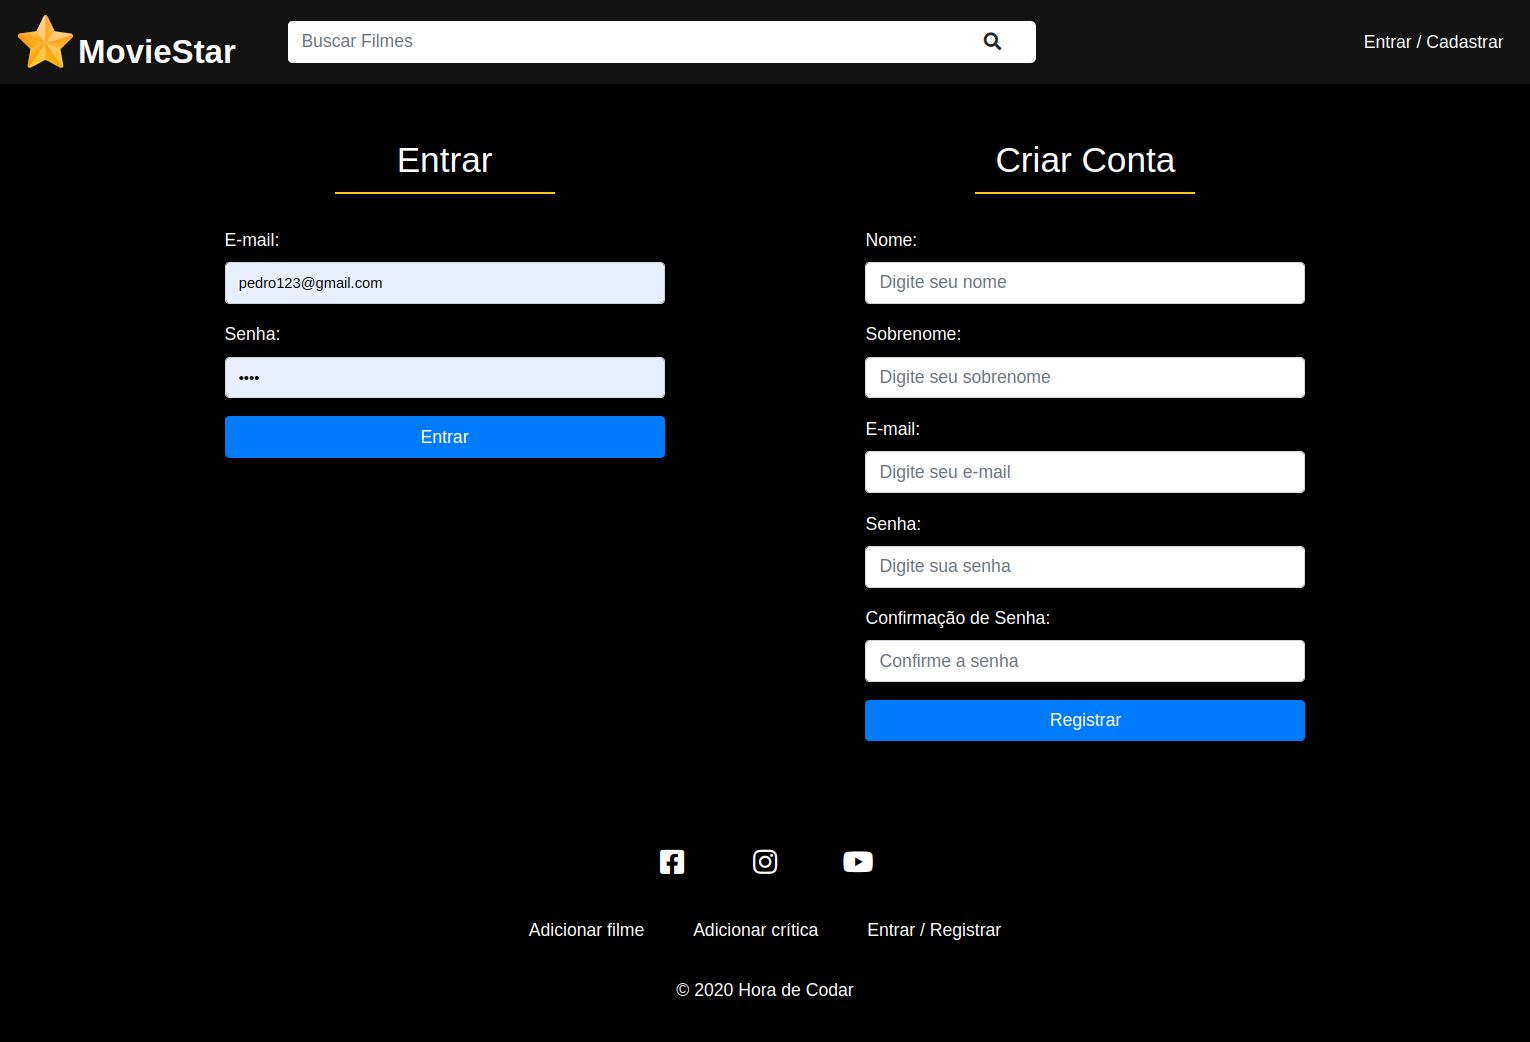 MovieStar
Buscar Filmes
Entrar / Cadastrar
Entrar
E-mail:
pedro123@gmail.com
Senha:
••••
Entrar
Criar Conta
Nome:
Digite seu nome
Sobrenome:
Digite seu sobrenome
E-mail:
Digite seu e-mail
Senha:
Digite sua senha
Confirmação de Senha:
Confirme a senha
Registrar
Adicionar filme
Adicionar crítica
Entrar / Registrar
© 2020 Hora de Codar